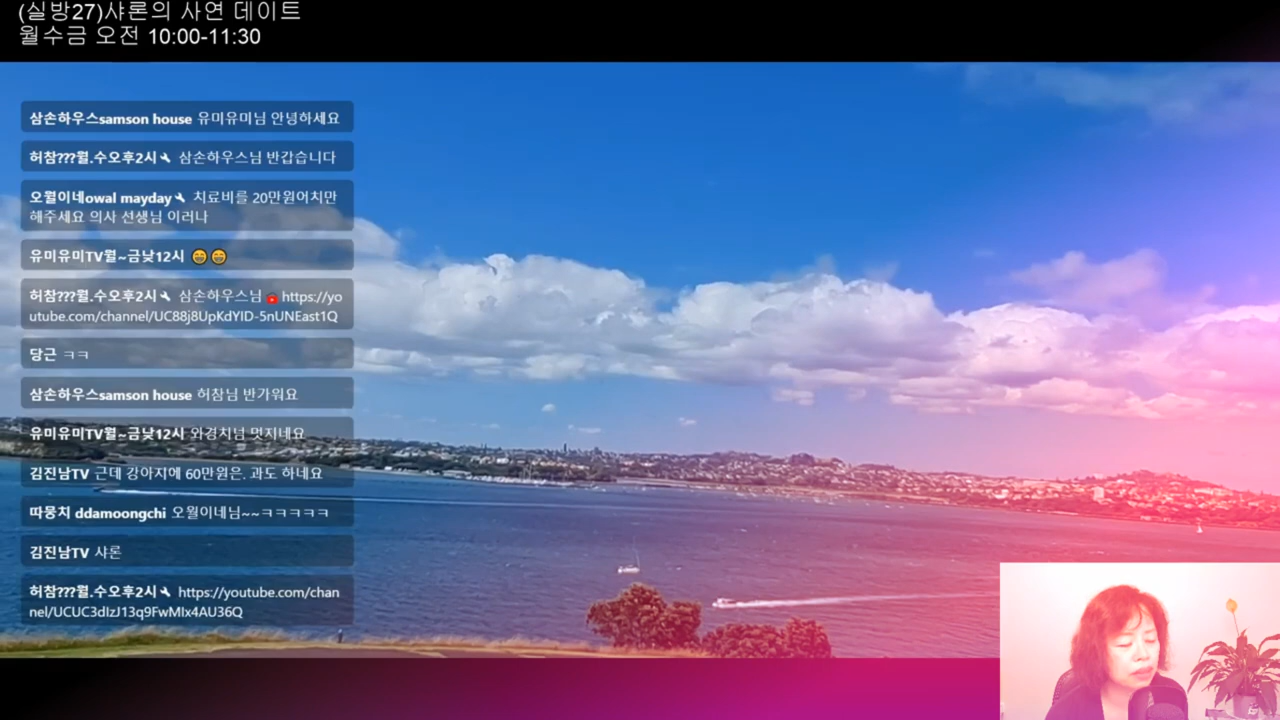 (실방27)샤론의 사연 데이트
월수금 오전 10:00-11:30
삼손하우스samson house 유미유미님 안녕하세요
허참???월.수오후2시 삼손하우스님 반갑습니다
오월이네owal mayday 치료비를 20만원어치만
해주세요 의사 선생님 이러나
유미유미TV월~금낮12시 😁😁
허참???월.수오후2시 삼손하우스님 https://yo
utube.com/channel/UC88j8UpKdYID-5nUNEast1Q
당근 ㅋㅋ
삼손하우스samson house 허참님 반가워요
유미유미TV월~금낮12시 와경치넘 멋지네요
김진남TV 근데 강아지에 60만원은. 과도 하네요
따뭉치 ddamoongchi 오월이네님~~ㅋㅋㅋㅋㅋ
김진남TV 샤론
허참???월.수오후2시 https://youtube.com/chan
nel/UCUC3dIzJ13q9FwMIx4AU36Q